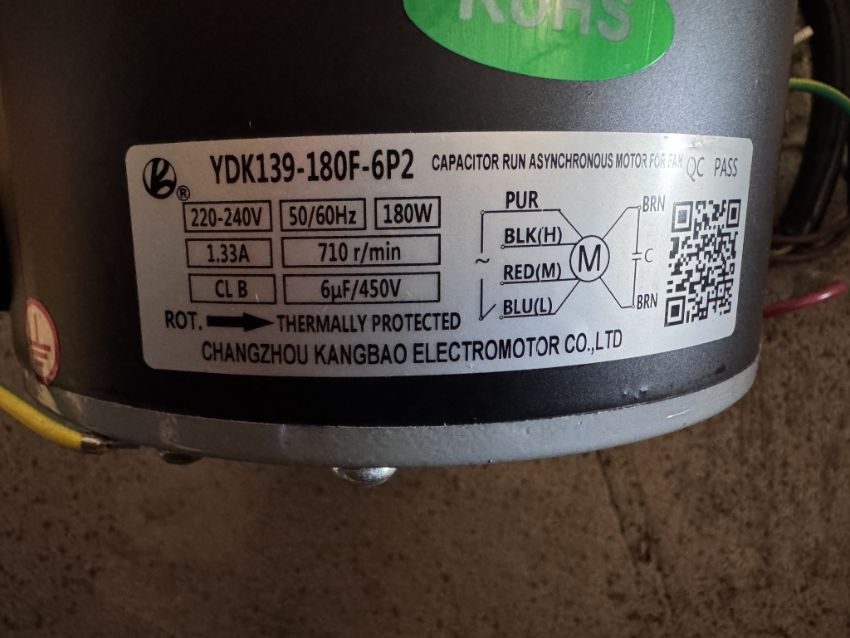 RoHS
YDK139-180F-6P2 CAPACITOR RUN ASYNCHRONOUS MOTOR FOR FAN QC PASS
220-240V 50/60Hz 180W
1.33A 710 r/min
CL B 6μF/450V
ROT. THERMALLY PROTECTED
CHANGZHOU KANGBAO ELECTROMOTOR CO.,LTD
PUR
BLK(H)
RED(M)
BLU(L)
~
M
BRN
C
BRN